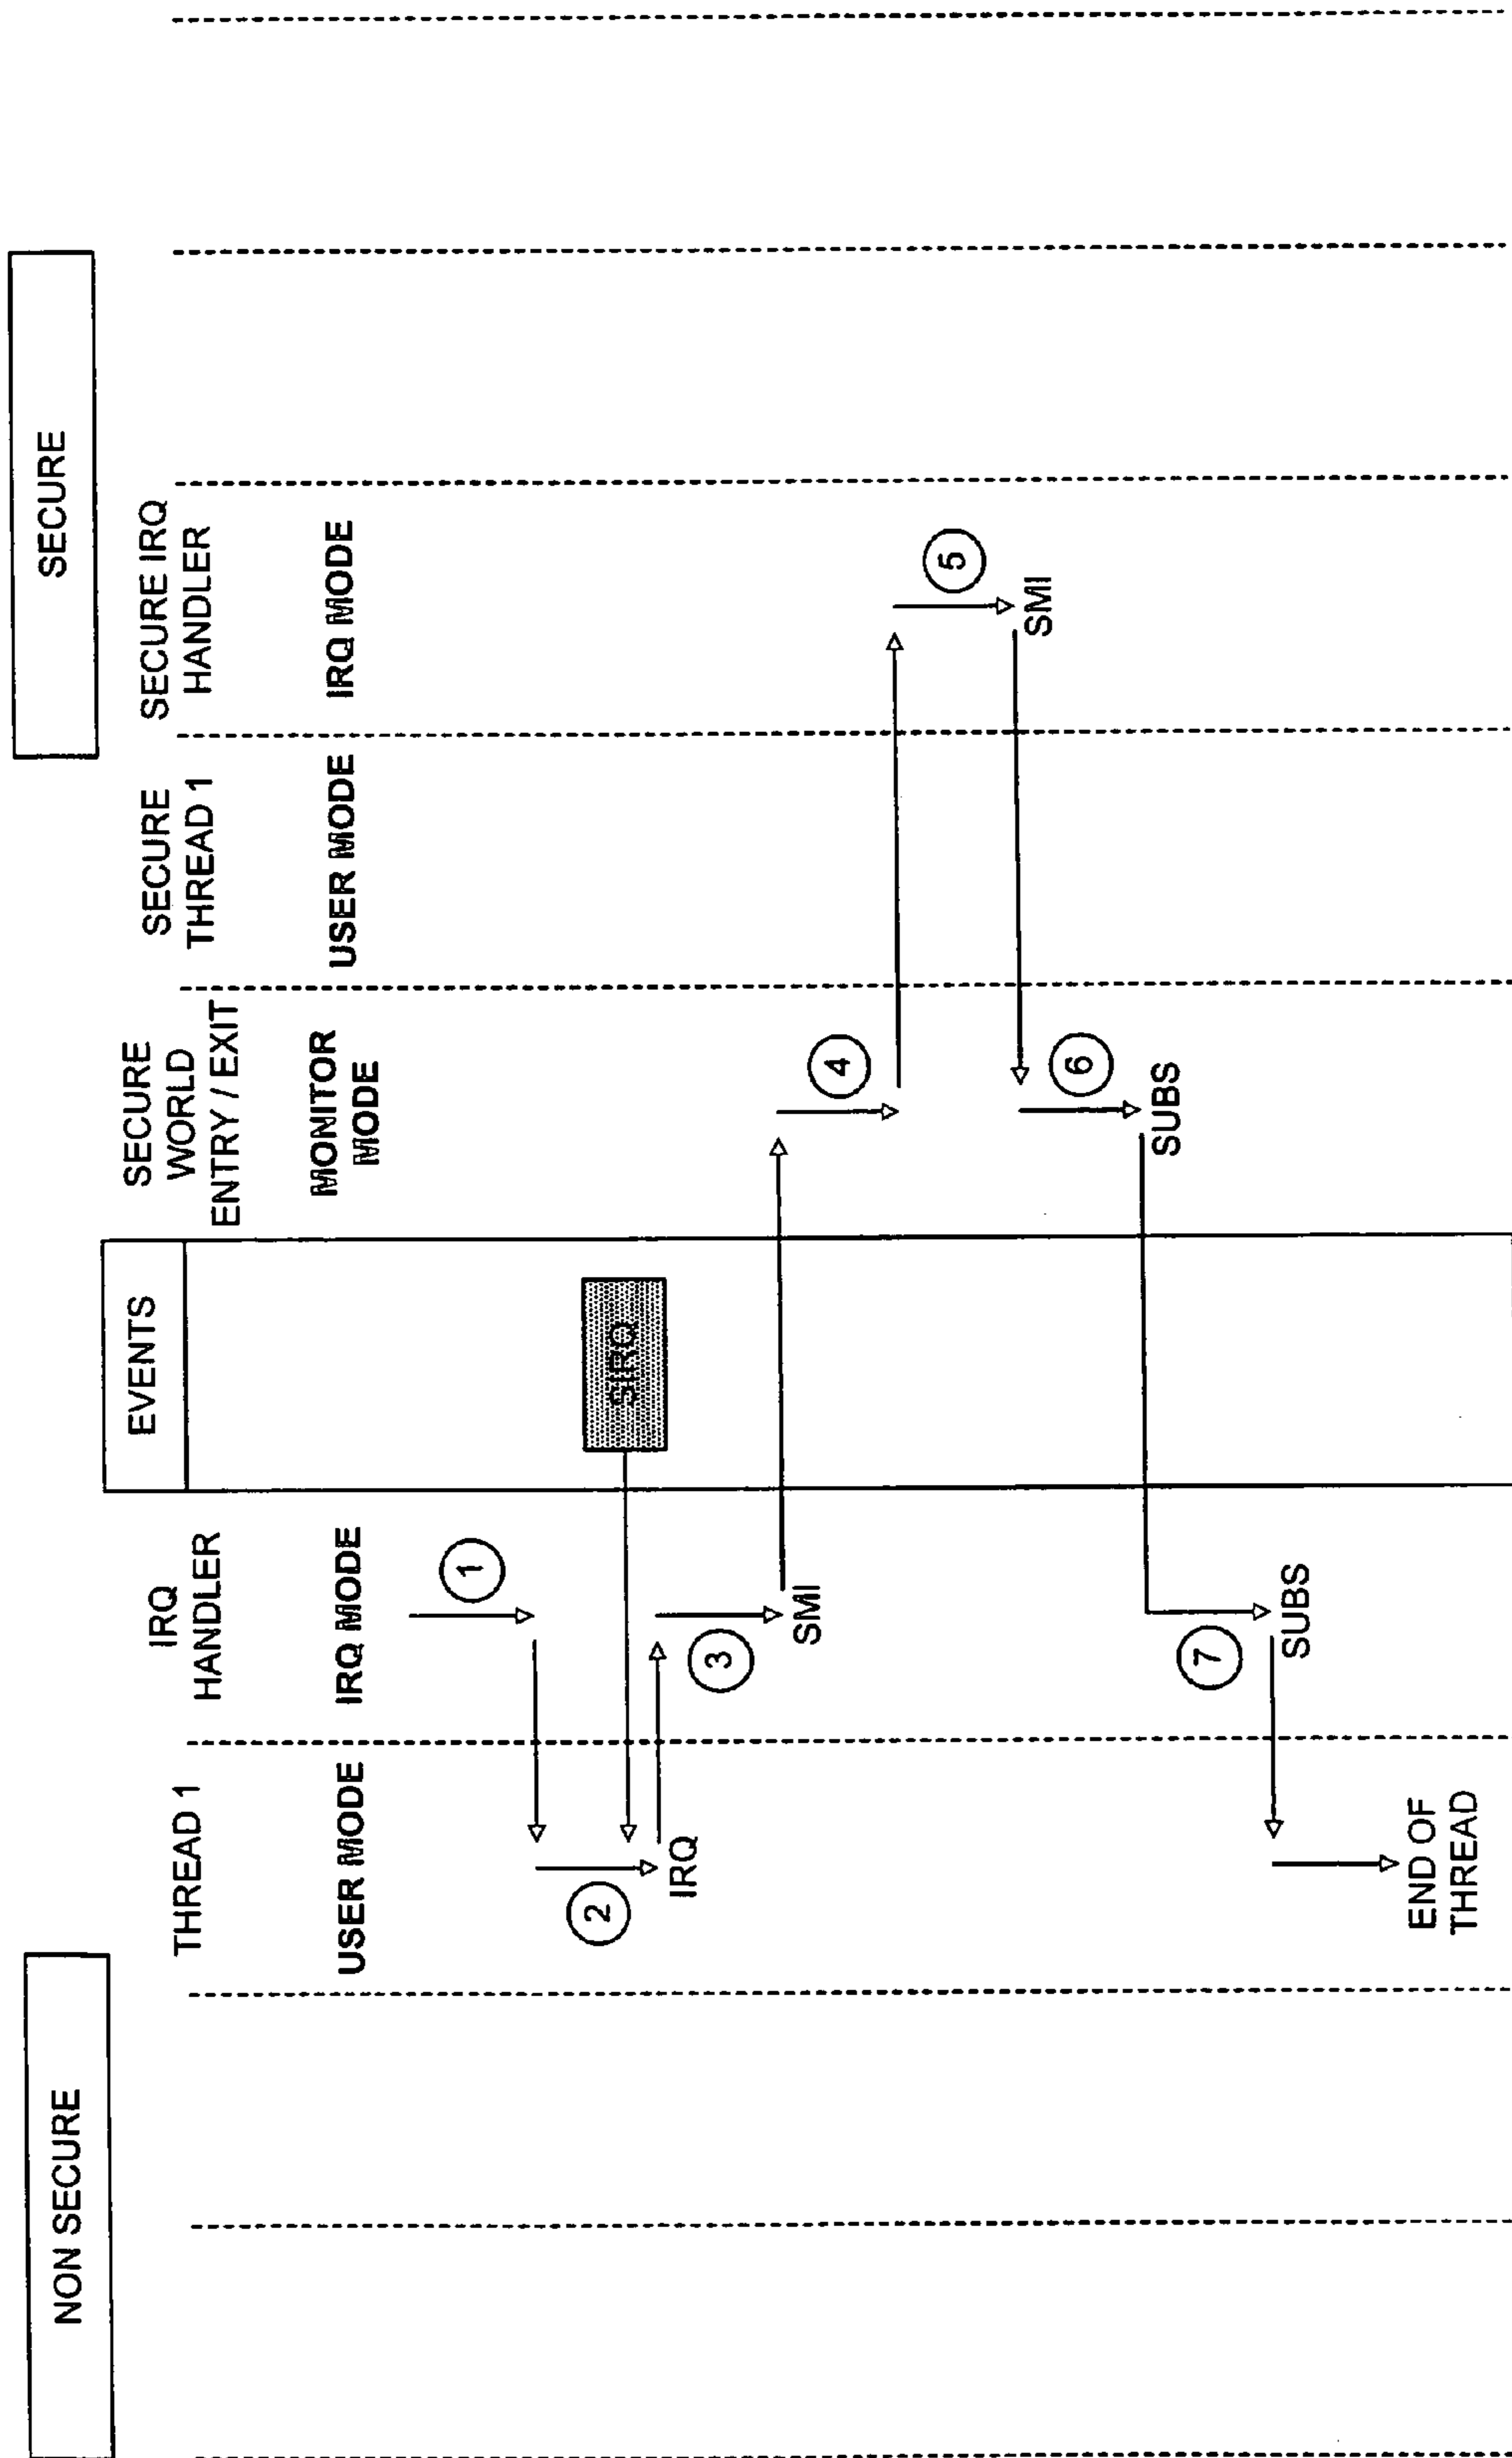 NON SECURE
SECURE
EVENTS
THREAD 1
IRQ
HANDLER
SECURE
WORLD
ENTRY / EXIT
SECURE
THREAD 1
SECURE IRQ
HANDLER
USER MODE
IRQ MODE
MONITOR
MODE
USER MODE
IRQ MODE
1
2
SIRQ
IRQ
3
SMI
4
5
SMI
6
SUBS
7
SUBS
END OF
THREAD